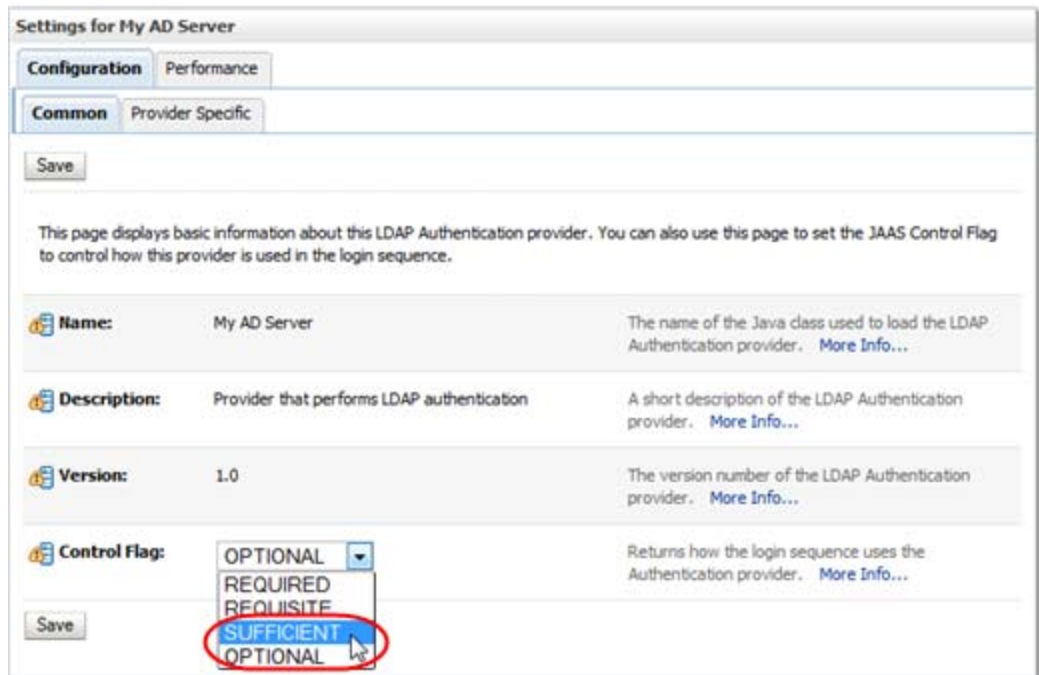 Settings for My AD Server
Configuration Performance
Common Provider Specific
Save
This page displays basic information about this LDAP Authentication provider. You can also use this page to set the JAAS Control Flag
to control how this provider is used in the login sequence.
Name: My AD Server The name of the Java class used to load the LDAP
Authentication provider. More Info...
Description: Provider that performs LDAP authentication A short description of the LDAP Authentication
provider. More Info...
Version: 1.0 The version number of the LDAP Authentication
provider. More Info...
Control Flag: OPTIONAL Returns how the login sequence uses the
Authentication provider. More Info...
REQUIRED
REQUISITE
SUFFICIENT
OPTIONAL
Save